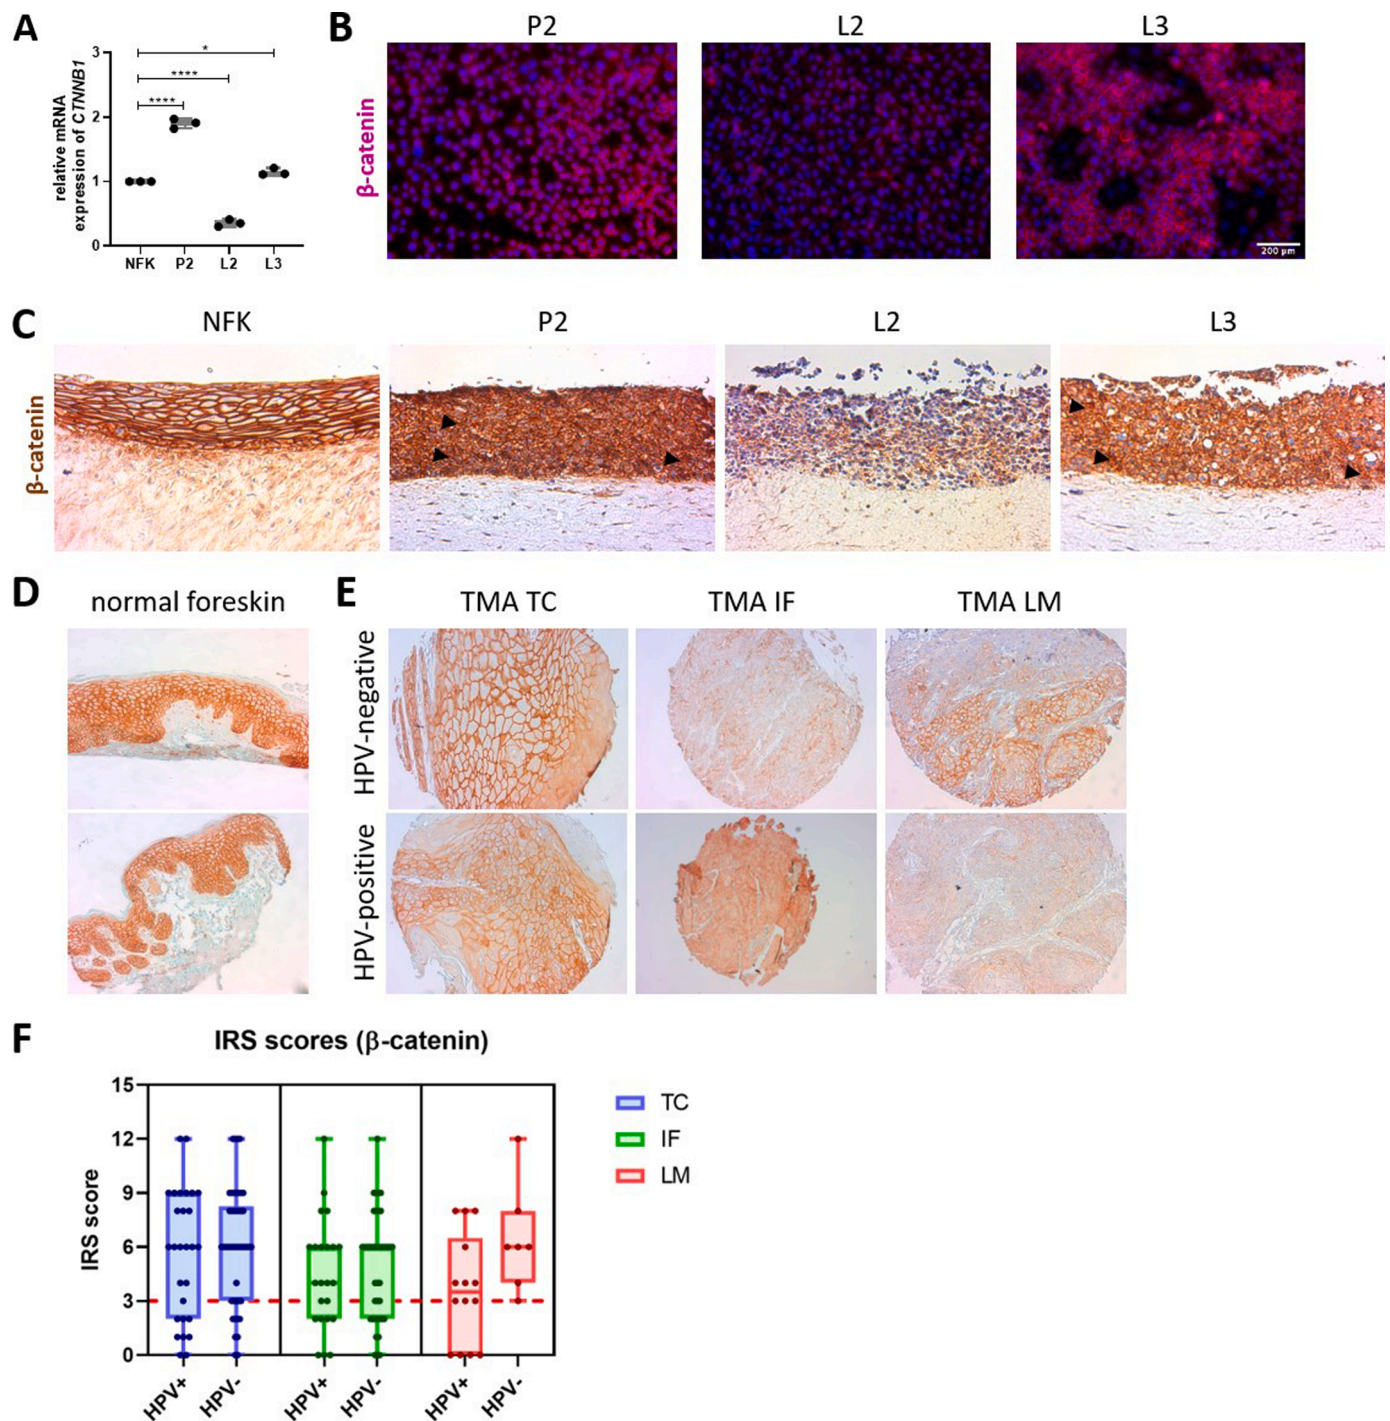 A
relative mRNA
expression of CTNNB1
3
2
1
0
*
****
****
NFK P2 L2 L3
B
P2 L2 L3
β-catenin
200 µm
C
NFK P2 L2 L3
β-catenin
D
normal foreskin
E
TMA TC TMA IF TMA LM
HPV-negative
HPV-positive
F
IRS scores (β-catenin)
IRS score
15
12
9
6
3
0
HPV+ HPV- HPV+ HPV- HPV+ HPV-
TC
IF
LM